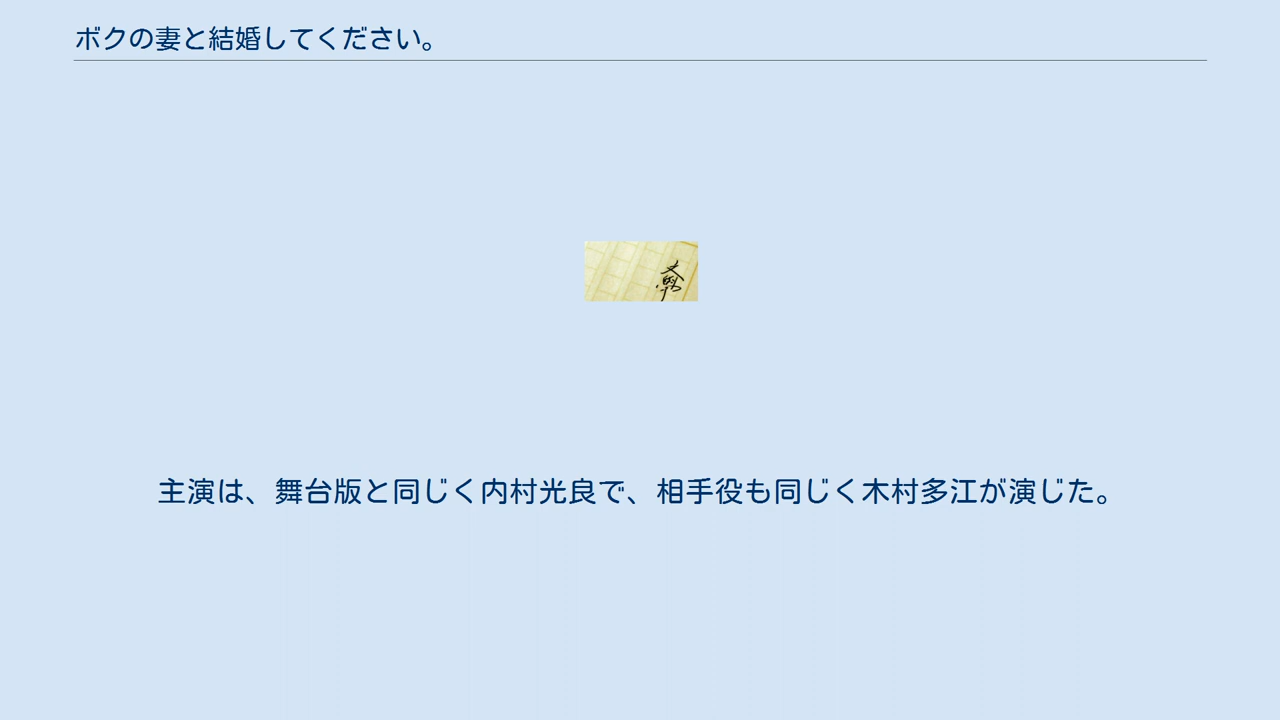 ボクの妻と結婚してください。
主演は、舞台版と同じく内村光良で、相手役も同じく木村多江が演じた。